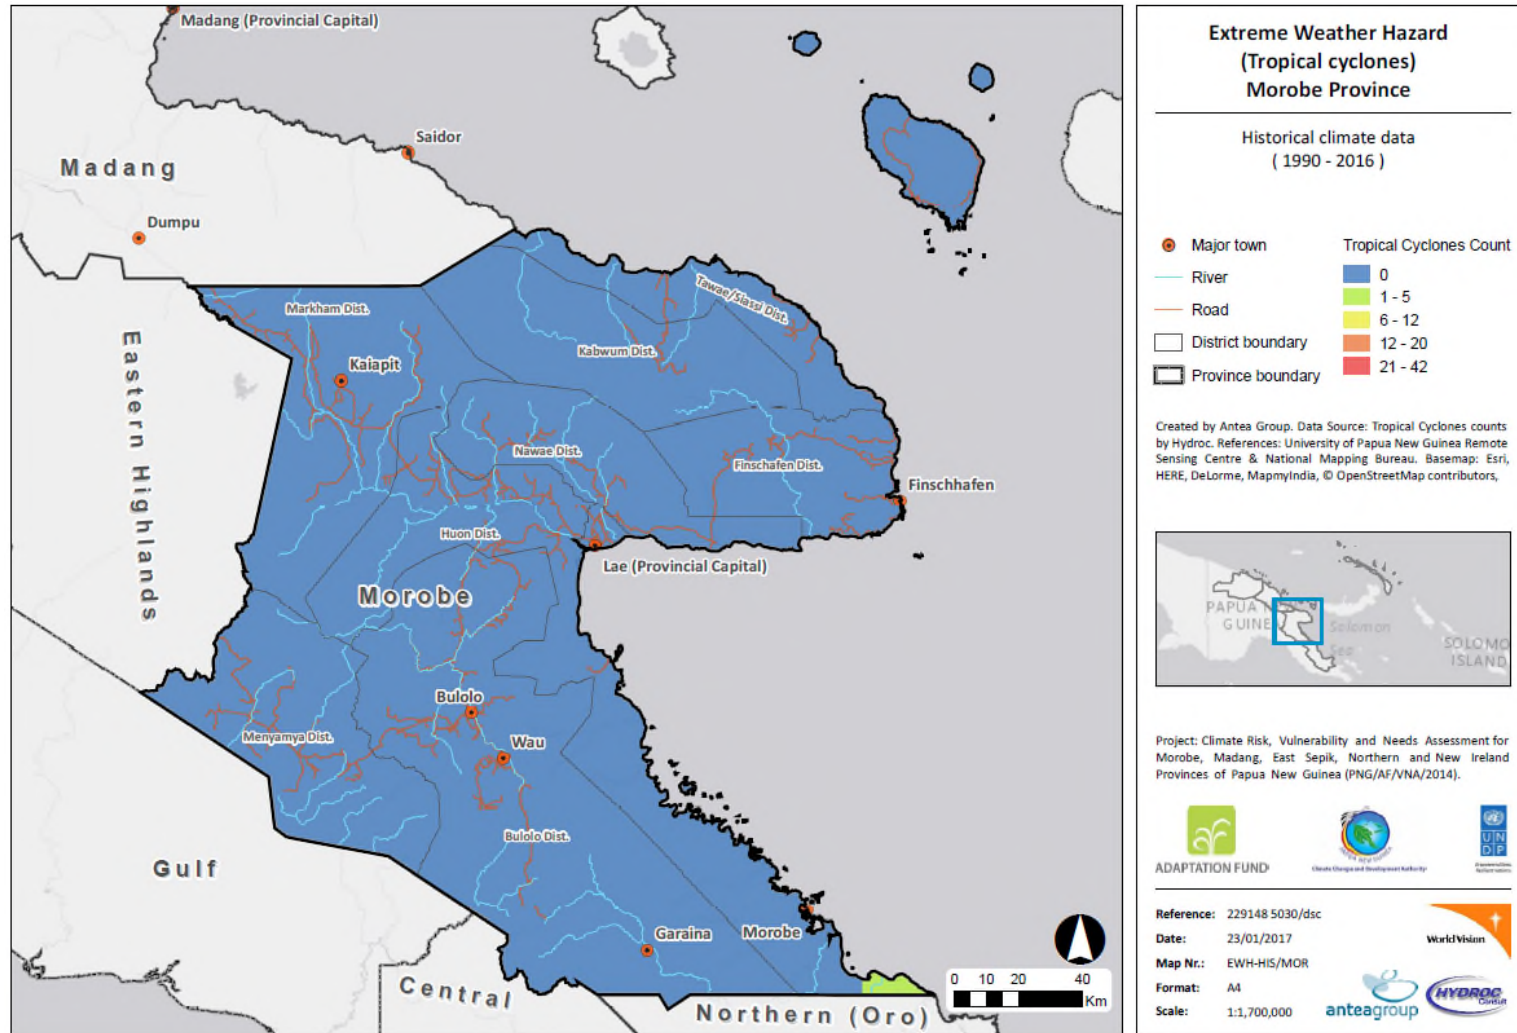 Madang (Provincial Capital)
Saidor
Madang
Dumpu
Markham Dist.
Tawae/Siassi Dist.
Kabwum Dist.
Eastern Highlands
Kaiapit
Nawae Dist.
Finschafen Dist.
Finschhafen
Huon Dist.
Lae (Provincial Capital)
Morobe
Bulolo
Wau
Menyamya Dist.
Bulolo Dist.
Gulf
Garaina
Morobe
Central
Northern (Oro)
0 10 20 40
Km
Extreme Weather Hazard
(Tropical cyclones)
Morobe Province
Historical climate data
( 1990 - 2016 )
Major town
River
Road
District boundary
Province boundary
Tropical Cyclones Count
0
1 - 5
6 - 12
12 - 20
21 - 42
Created by Antea Group. Data Source: Tropical Cyclones counts
by Hydroc. References: University of Papua New Guinea Remote
Sensing Centre & National Mapping Bureau. Basemap: Esri,
HERE, DeLorme, MapmyIndia, © OpenStreetMap contributors,
PAPUA N
GUINE
Solomon
Sea
SOLOMO
ISLAND
Project: Climate Risk, Vulnerability and Needs Assessment for
Morobe, Madang, East Sepik, Northern and New Ireland
Provinces of Papua New Guinea (PNG/AF/VNA/2014).
ADAPTATION FUND
Climate Change and Development Authority
U N
D P
Reference: 229148 5030/dsc
Date: 23/01/2017
Map Nr.: EWH-HIS/MOR
Format: A4
Scale: 1:1,700,000
World Vision
anteagroup
HYDROC
Consult